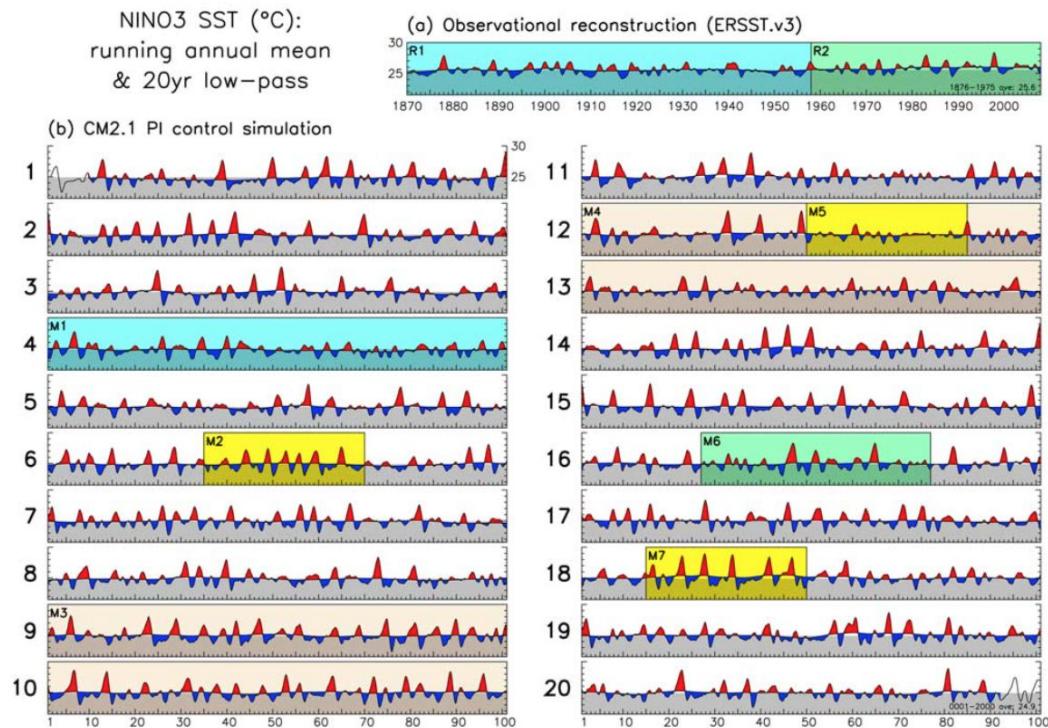 NINO3 SST (°C):
running annual mean
& 20yr low-pass
(a) Observational reconstruction (ERSST.v3)
30
25
R1
R2
1876-1975 ave: 25.6
1870 1880 1890 1900 1910 1920 1930 1940 1950 1960 1970 1980 1990 2000
(b) CM2.1 PI control simulation
1
30
25
2
3
M1
4
5
M2
6
7
8
M3
9
10
1 10 20 30 40 50 60 70 80 90 100
11
M4
M5
12
13
14
15
M6
16
17
M7
18
19
20
0001-2000 ave: 24.9
1 10 20 30 40 50 60 70 80 90 100